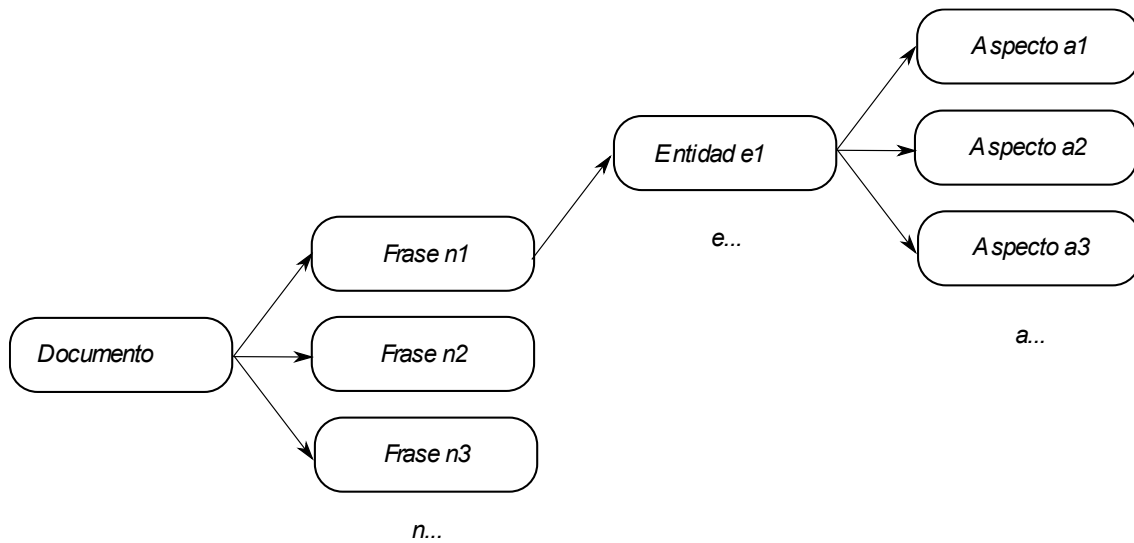 Aspecto a1
Aspecto a2
Entidad e1
Aspecto a3
e...
Frase n1
a...
Documento
Frase n2
Frase n3
n...